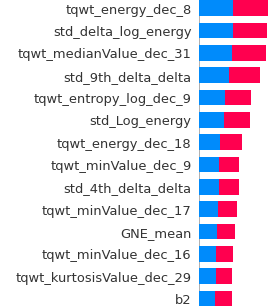 tqwt_energy_dec_8
std_delta_log_energy
tqwt_medianValue_dec_31
std_9th_delta_delta
tqwt_entropy_log_dec_9
std_Log_energy
tqwt_energy_dec_18
tqwt_minValue_dec_9
std_4th_delta_delta
tqwt_minValue_dec_17
GNE_mean
tqwt_minValue_dec_16
tqwt_kurtosisValue_dec_29
b2